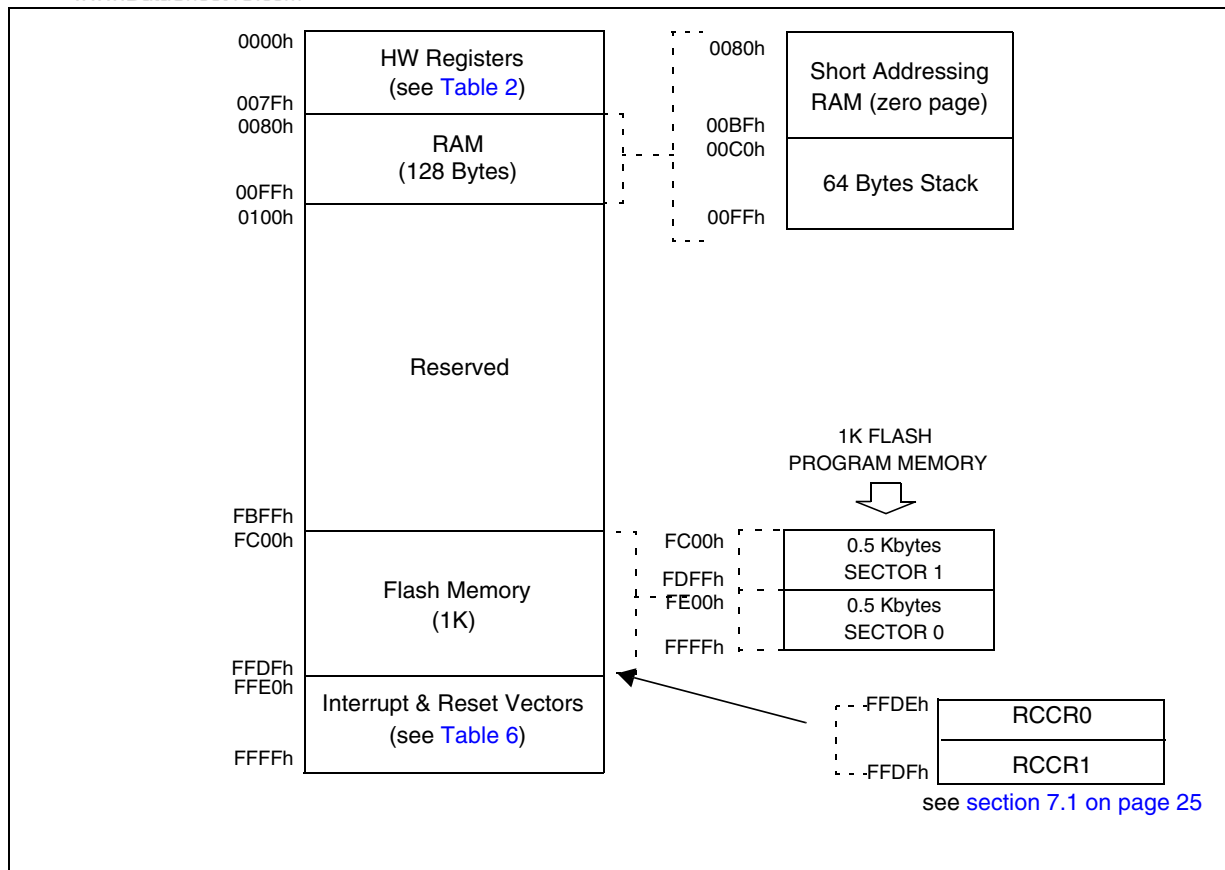 0000h
HW Registers
(see Table 2)
007Fh
0080h
RAM
(128 Bytes)
00FFh
0100h
Reserved
FBFFh
FC00h
Flash Memory
(1K)
FFDFh
FFE0h
Interrupt & Reset Vectors
(see Table 6)
FFFFh
0080h
Short Addressing
RAM (zero page)
00BFh
00C0h
64 Bytes Stack
00FFh
1K FLASH
PROGRAM MEMORY
FC00h
0.5 Kbytes
SECTOR 1
FDFFh
FE00h
0.5 Kbytes
SECTOR 0
FFFFh
FFDEh
RCCR0
FFDFh
RCCR1
see section 7.1 on page 25